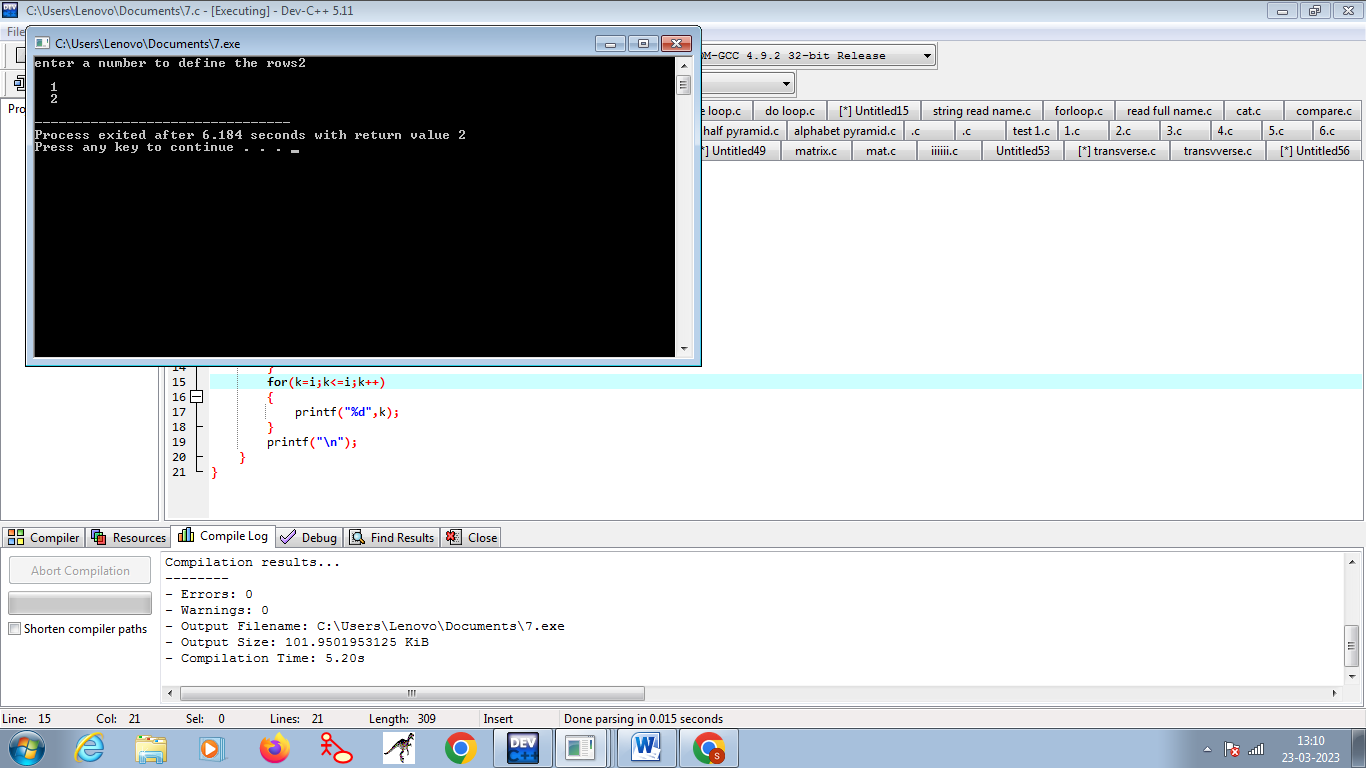 C:\Users\Lenovo\Documents\7.c - [Executing] - Dev-C++ 5.11
File
C:\Users\Lenovo\Documents\7.exe
enter a number to define the rows2
1
2
--------------------------------
Process exited after 6.184 seconds with return value 2
Press any key to continue . . .
M-GCC 4.9.2 32-bit Release
Pro
e loop.c do loop.c [*] Untitled15 string read name.c forloop.c read full name.c cat.c compare.c
half pyramid.c alphabet pyramid.c .c .c test 1.c 1.c 2.c 3.c 4.c 5.c 6.c
*] Untitled49 matrix.c mat.c iiiiii.c Untitled53 [*] transverse.c transvverse.c [*] Untitled56
14 }
15 for(k=i;k<=i;k++)
16 {
17 printf("%d",k);
18 }
19 printf("\n");
20 }
21 }
Compiler Resources Compile Log Debug Find Results Close
Abort Compilation
Shorten compiler paths
Compilation results...
--------
- Errors: 0
- Warnings: 0
- Output Filename: C:\Users\Lenovo\Documents\7.exe
- Output Size: 101.9501953125 KiB
- Compilation Time: 5.20s
Line: 15 Col: 21 Sel: 0 Lines: 21 Length: 309 Insert Done parsing in 0.015 seconds
DEV C++
W
S
13:10
23-03-2023